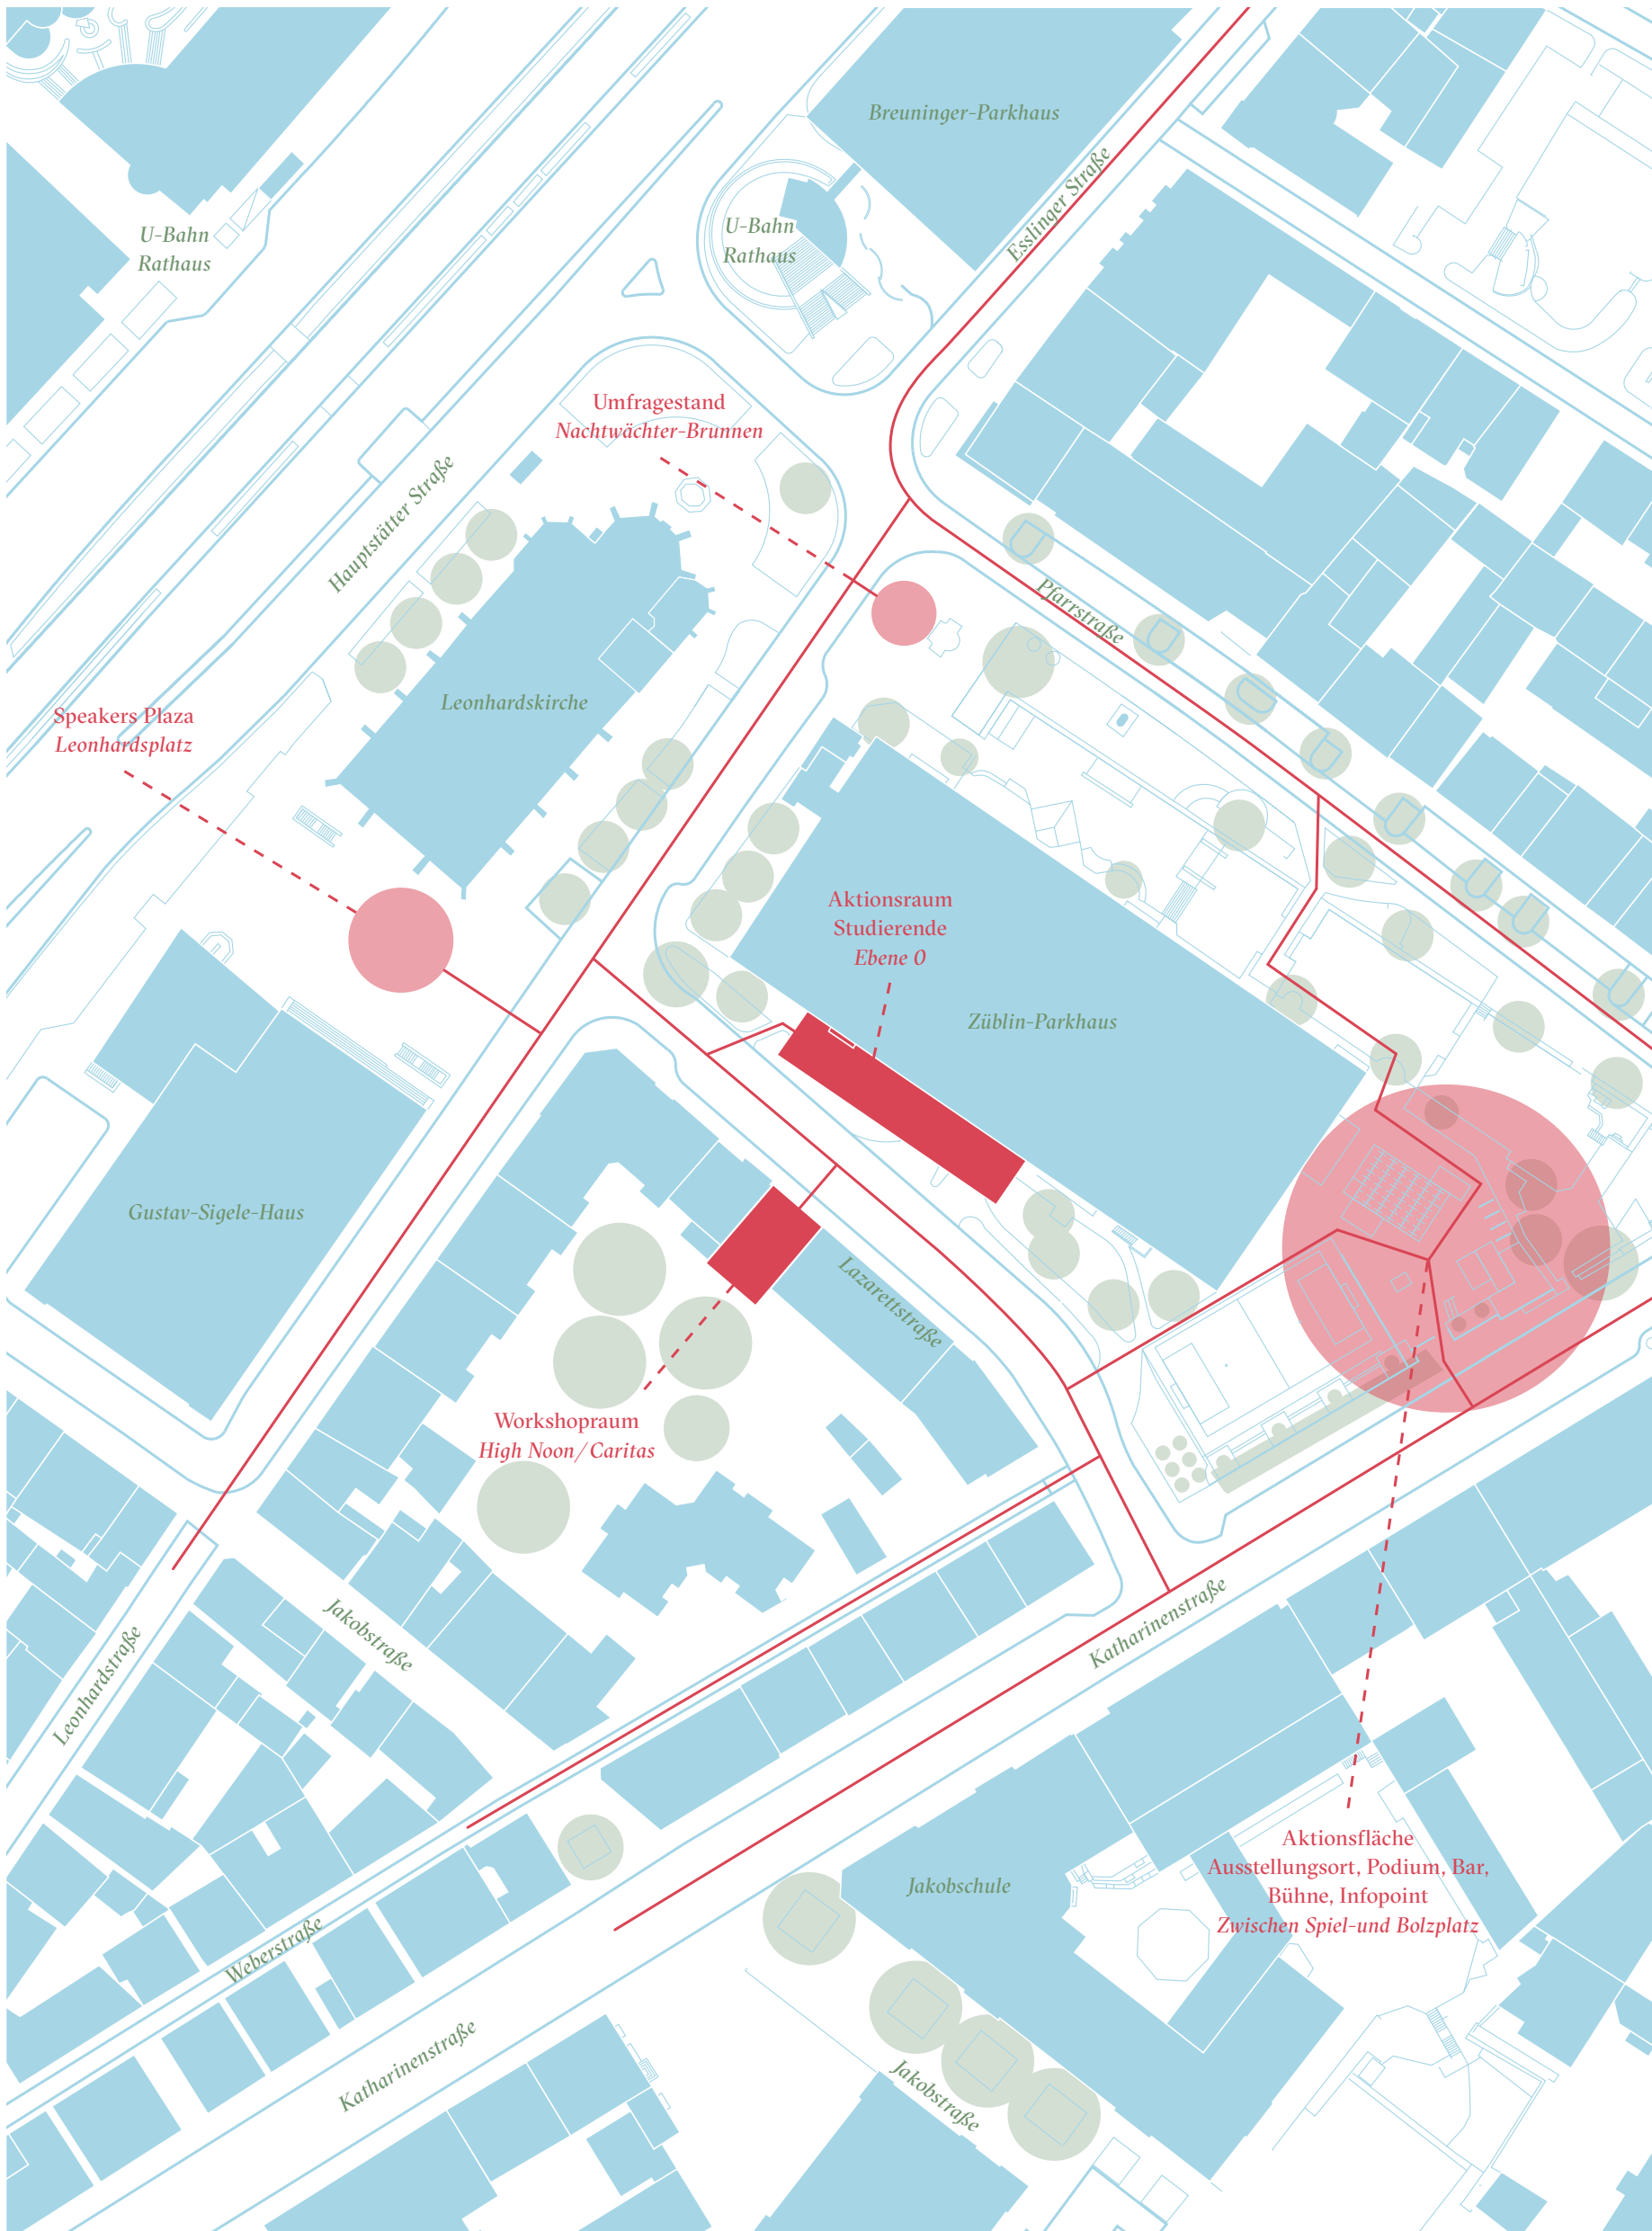 Breuninger-Parkhaus
Esslinger Straße
U-Bahn
Rathaus
U-Bahn
Rathaus
Umfragestand
Nachtwächter-Brunnen
Hauptstätter Straße
Pfarrstraße
Leonhardskirche
Speakers Plaza
Leonhardsplatz
Aktionsraum
Studierende
Ebene 0
Züblin-Parkhaus
Gustav-Sigele-Haus
Lazarettstraße
Workshopraum
High Noon/Caritas
Jakobstraße
Katharinenstraße
Leonhardstraße
Aktionsfläche
Ausstellungsort, Podium, Bar,
Bühne, Infopoint
Zwischen Spiel-und Bolzplatz
Jakobschule
Weberstraße
Katharinenstraße
Jakobstraße